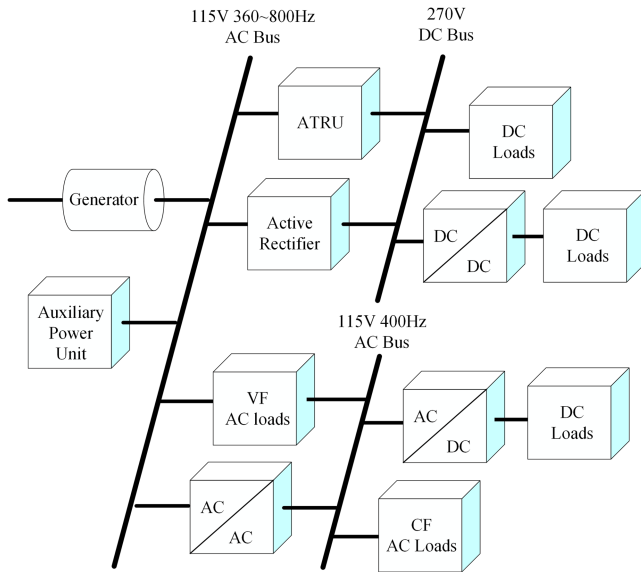 115V 360~800Hz
AC Bus
270V
DC Bus
ATRU
DC
Loads
Generator
Active
Rectifier
DC
DC
DC
Loads
Auxiliary
Power
Unit
115V 400Hz
AC Bus
VF
AC loads
AC
DC
DC
Loads
AC
AC
CF
AC Loads